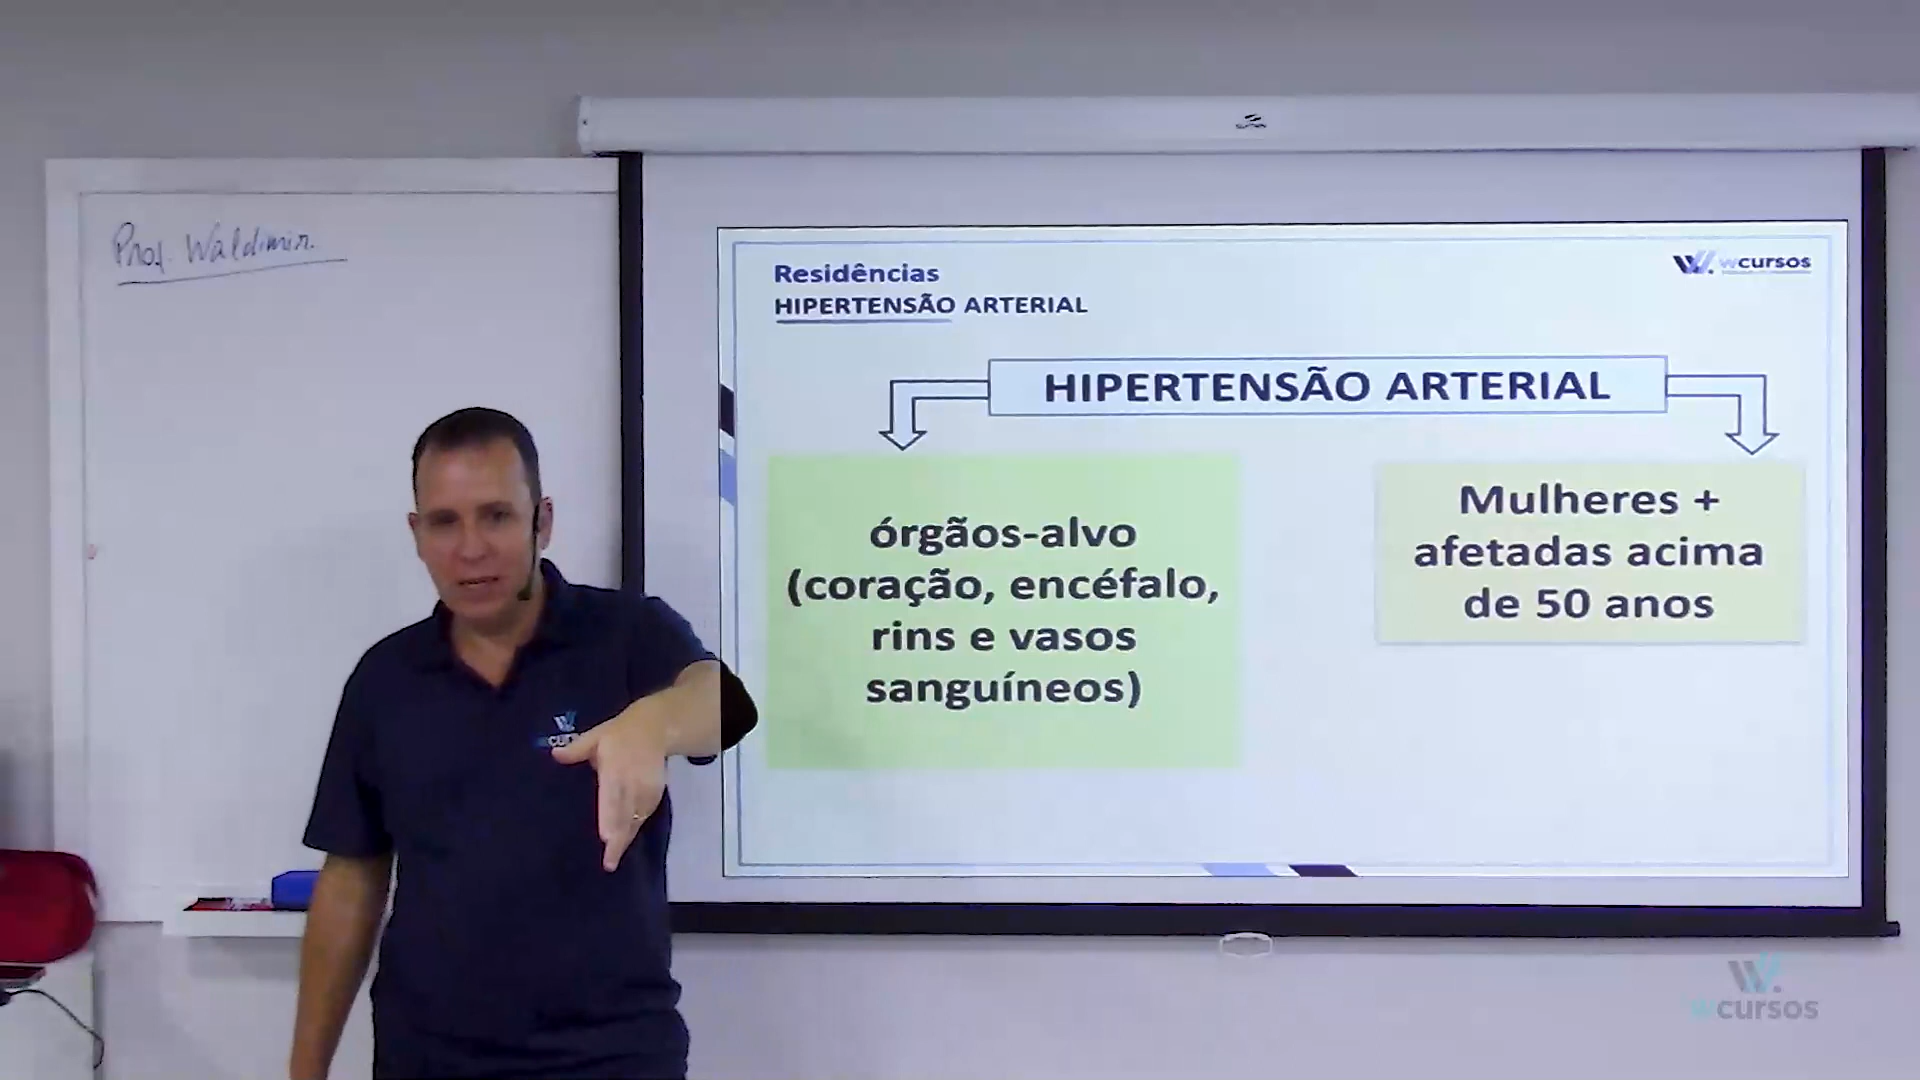 Prof. Waldimir.
Residências
HIPERTENSÃO ARTERIAL
wcursos
HIPERTENSÃO ARTERIAL
órgãos-alvo
(coração, encéfalo,
rins e vasos
sanguíneos)
Mulheres +
afetadas acima
de 50 anos
wcursos